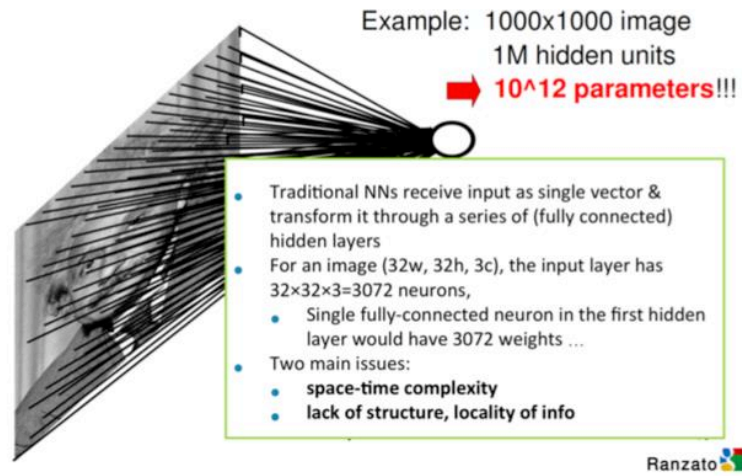 Example: 1000x1000 image
1M hidden units
10^12 parameters!!!
Traditional NNs receive input as single vector &
transform it through a series of (fully connected)
hidden layers
For an image (32w, 32h, 3c), the input layer has
32×32×3=3072 neurons,
Single fully-connected neuron in the first hidden
layer would have 3072 weights …
Two main issues:
space-time complexity
lack of structure, locality of info
Ranzato